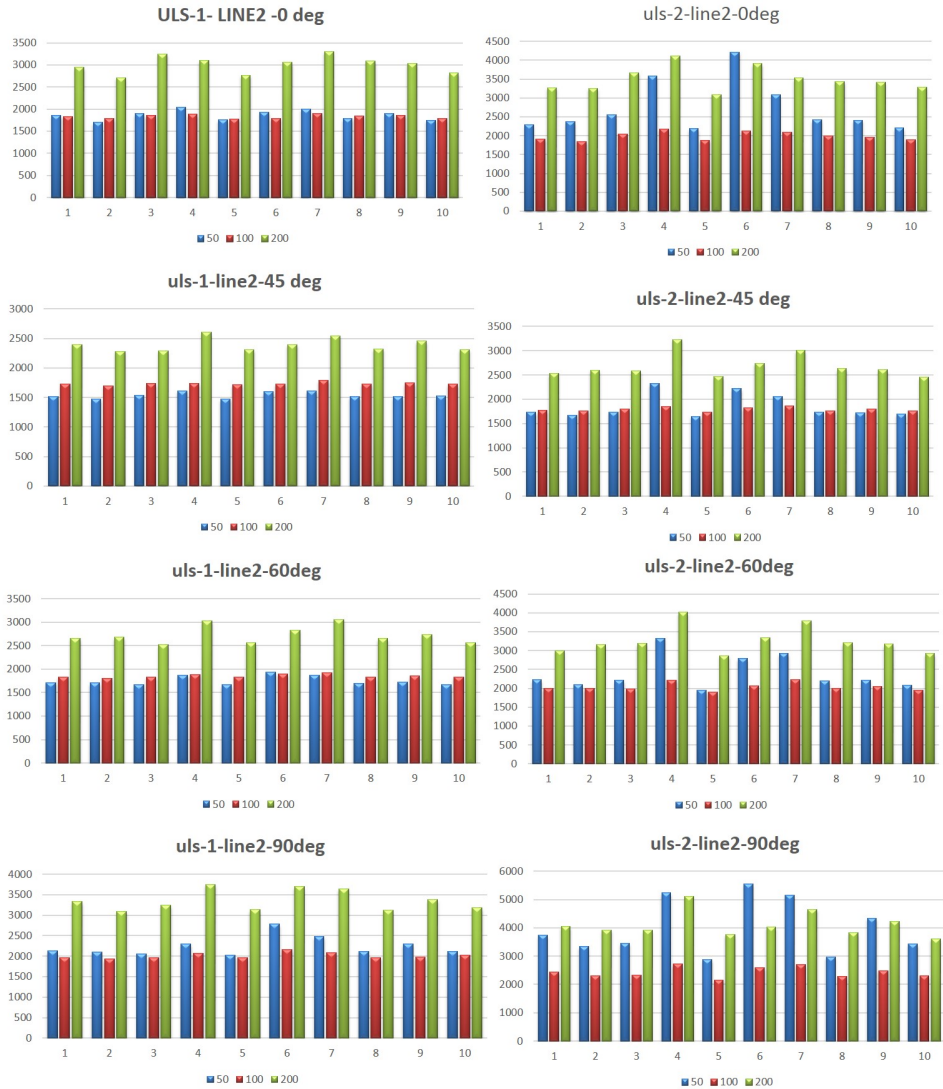 ULS-1- LINE2 -0 deg
3500
3000
2500
2000
1500
1000
500
0
1 2 3 4 5 6 7 8 9 10
50 100 200
uls-2-line2-0deg
4500
4000
3500
3000
2500
2000
1500
1000
500
0
1 2 3 4 5 6 7 8 9 10
50 100 200
uls-1-line2-45 deg
3000
2500
2000
1500
1000
500
0
1 2 3 4 5 6 7 8 9 10
50 100 200
uls-2-line2-45 deg
3500
3000
2500
2000
1500
1000
500
0
1 2 3 4 5 6 7 8 9 10
50 100 200
uls-1-line2-60deg
3500
3000
2500
2000
1500
1000
500
0
1 2 3 4 5 6 7 8 9 10
50 100 200
uls-2-line2-60deg
4500
4000
3500
3000
2500
2000
1500
1000
500
0
1 2 3 4 5 6 7 8 9 10
50 100 200
uls-1-line2-90deg
4000
3500
3000
2500
2000
1500
1000
500
0
1 2 3 4 5 6 7 8 9 10
50 100 200
uls-2-line2-90deg
6000
5000
4000
3000
2000
1000
0
1 2 3 4 5 6 7 8 9 10
50 100 200